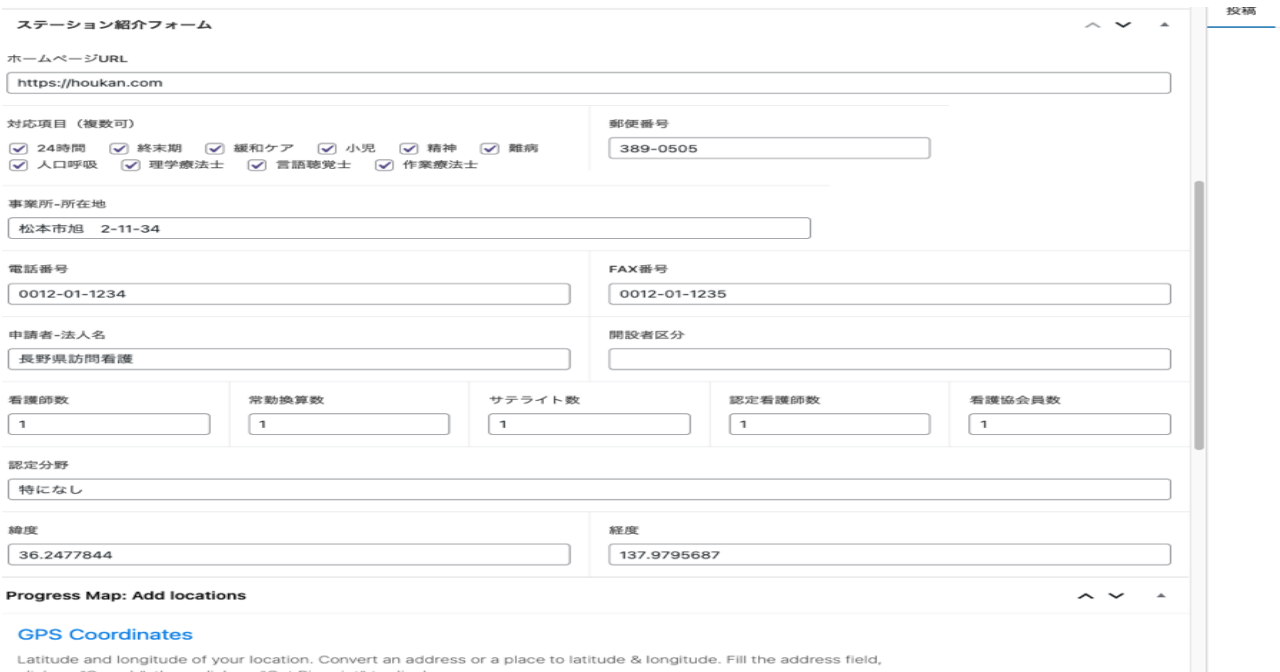 投稿
ステーション紹介フォーム
ホームページURL
https://houkan.com
対応項目（複数可）
24時間 終末期 緩和ケア 小児 精神 難病
人口呼吸 理学療法士 言語聴覚士 作業療法士
郵便番号
389-0505
事業所-所在地
松本市旭　2-11-34
電話番号
0012-01-1234
FAX番号
0012-01-1235
申請者-法人名
長野県訪問看護
開設者区分
看護師数
1
常勤換算数
1
サテライト数
1
認定看護師数
1
看護協会員数
1
認定分野
特になし
緯度
36.2477844
経度
137.9795687
Progress Map: Add locations
GPS Coordinates
Latitude and longitude of your location. Convert an address or a place to latitude & longitude. Fill the address field,